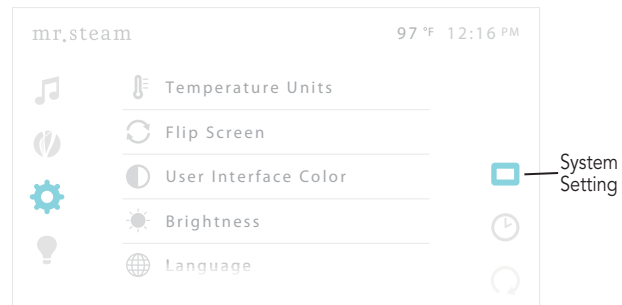 mr.steam
97 °F 12:16 PM
Temperature Units
Flip Screen
User Interface Color
Brightness
Language
System
Setting